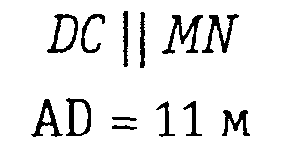 DC || MN
AD = 11 м